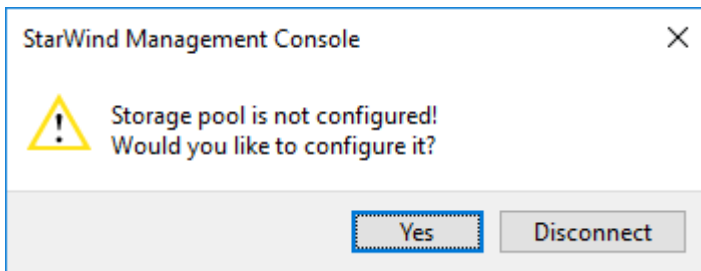 StarWind Management Console
Storage pool is not configured!
Would you like to configure it?
Yes
Disconnect